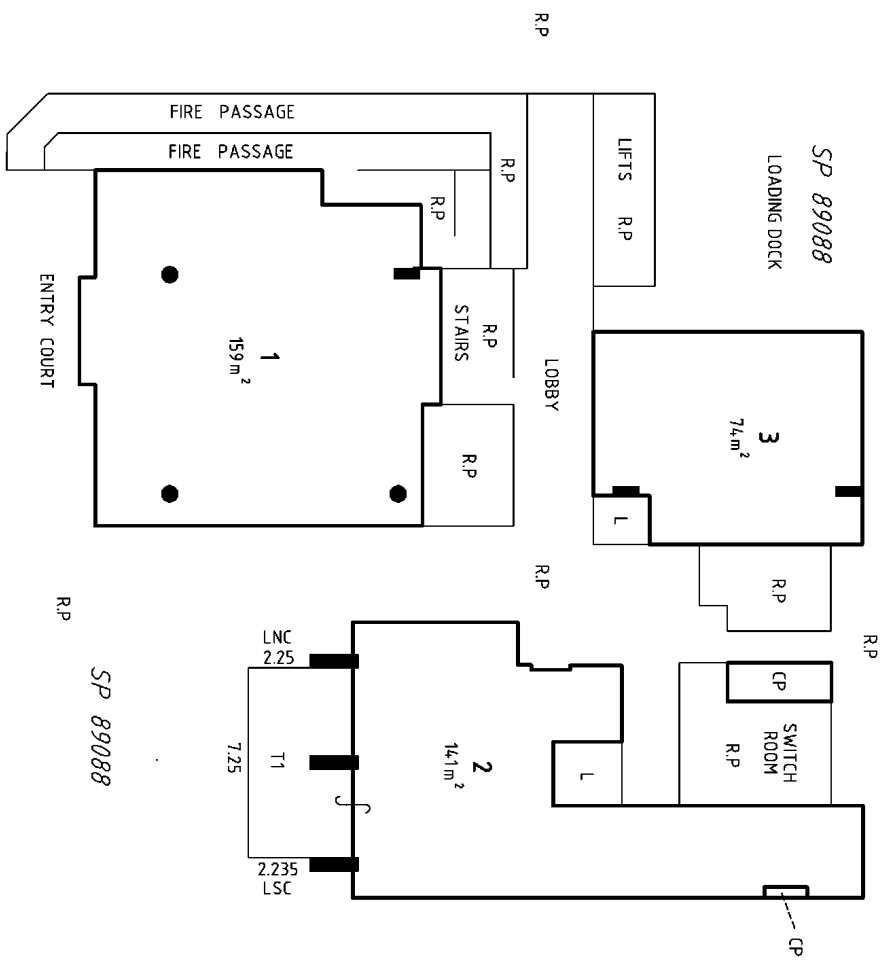 R.P
FIRE PASSAGE
FIRE PASSAGE
R.P
R.P
LIFTS R.P
SP 89088
LOADING DOCK
ENTRY COURT
1
159m²
R.P
STAIRS
LOBBY
R.P
3
74m²
L
R.P
R.P
R.P
R.P
SP 89088
LNC
2.25
T1
7.25
2.235
LSC
2
141m²
L
CP
SWITCH
ROOM
R.P
CP